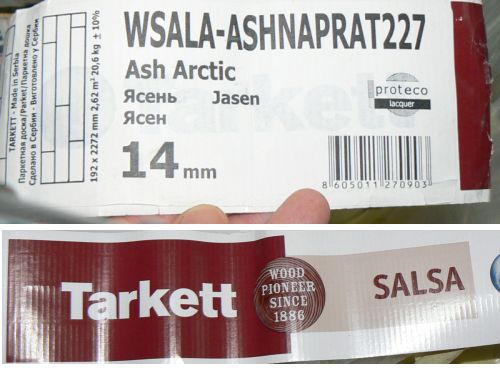 WSALA-ASHNAPRAT227
Ash Arctic
Ясень Jasen
Ясен
14 mm
proteco
lacquer
8 605011 270903
TARKETT - Made in Serbia
Паркетная доска/Parket/Паркетна дошка
Сделано в Сербии - Виготовлено у Сербии
192 x 2272 mm 2,62 m² 20,6 kg ± 10%
Tarkett
WOOD
PIONEER
SINCE
1886
SALSA